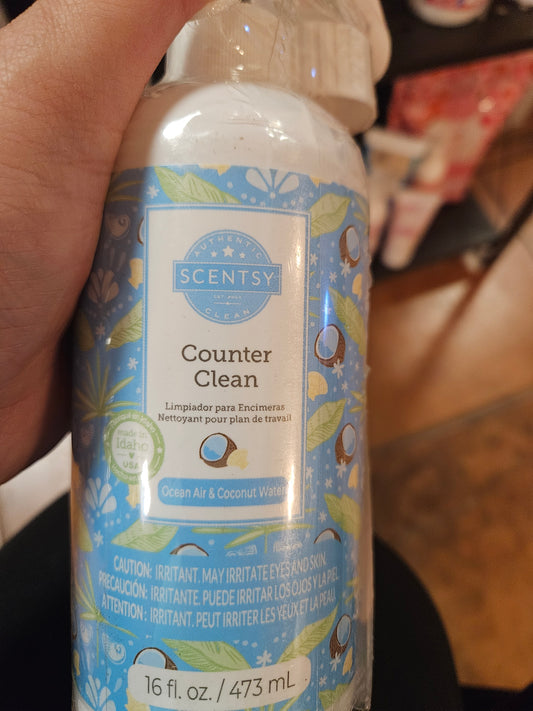 AUTHENTIC
SCENTSY
EST. 2004
CLEAN
Counter
Clean
Limpiador para Encimeras
Nettoyant pour plan de travail
made in
Idaho
USA
Ocean Air & Coconut Water
CAUTION: IRRITANT. MAY IRRITATE EYES AND SKIN.
PRECAUCIÓN: IRRITANTE. PUEDE IRRITAR LOS OJOS Y LA PIEL.
ATTENTION : IRRITANT. PEUT IRRITER LES YEUX ET LA PEAU.
16 fl. oz. / 473 mL